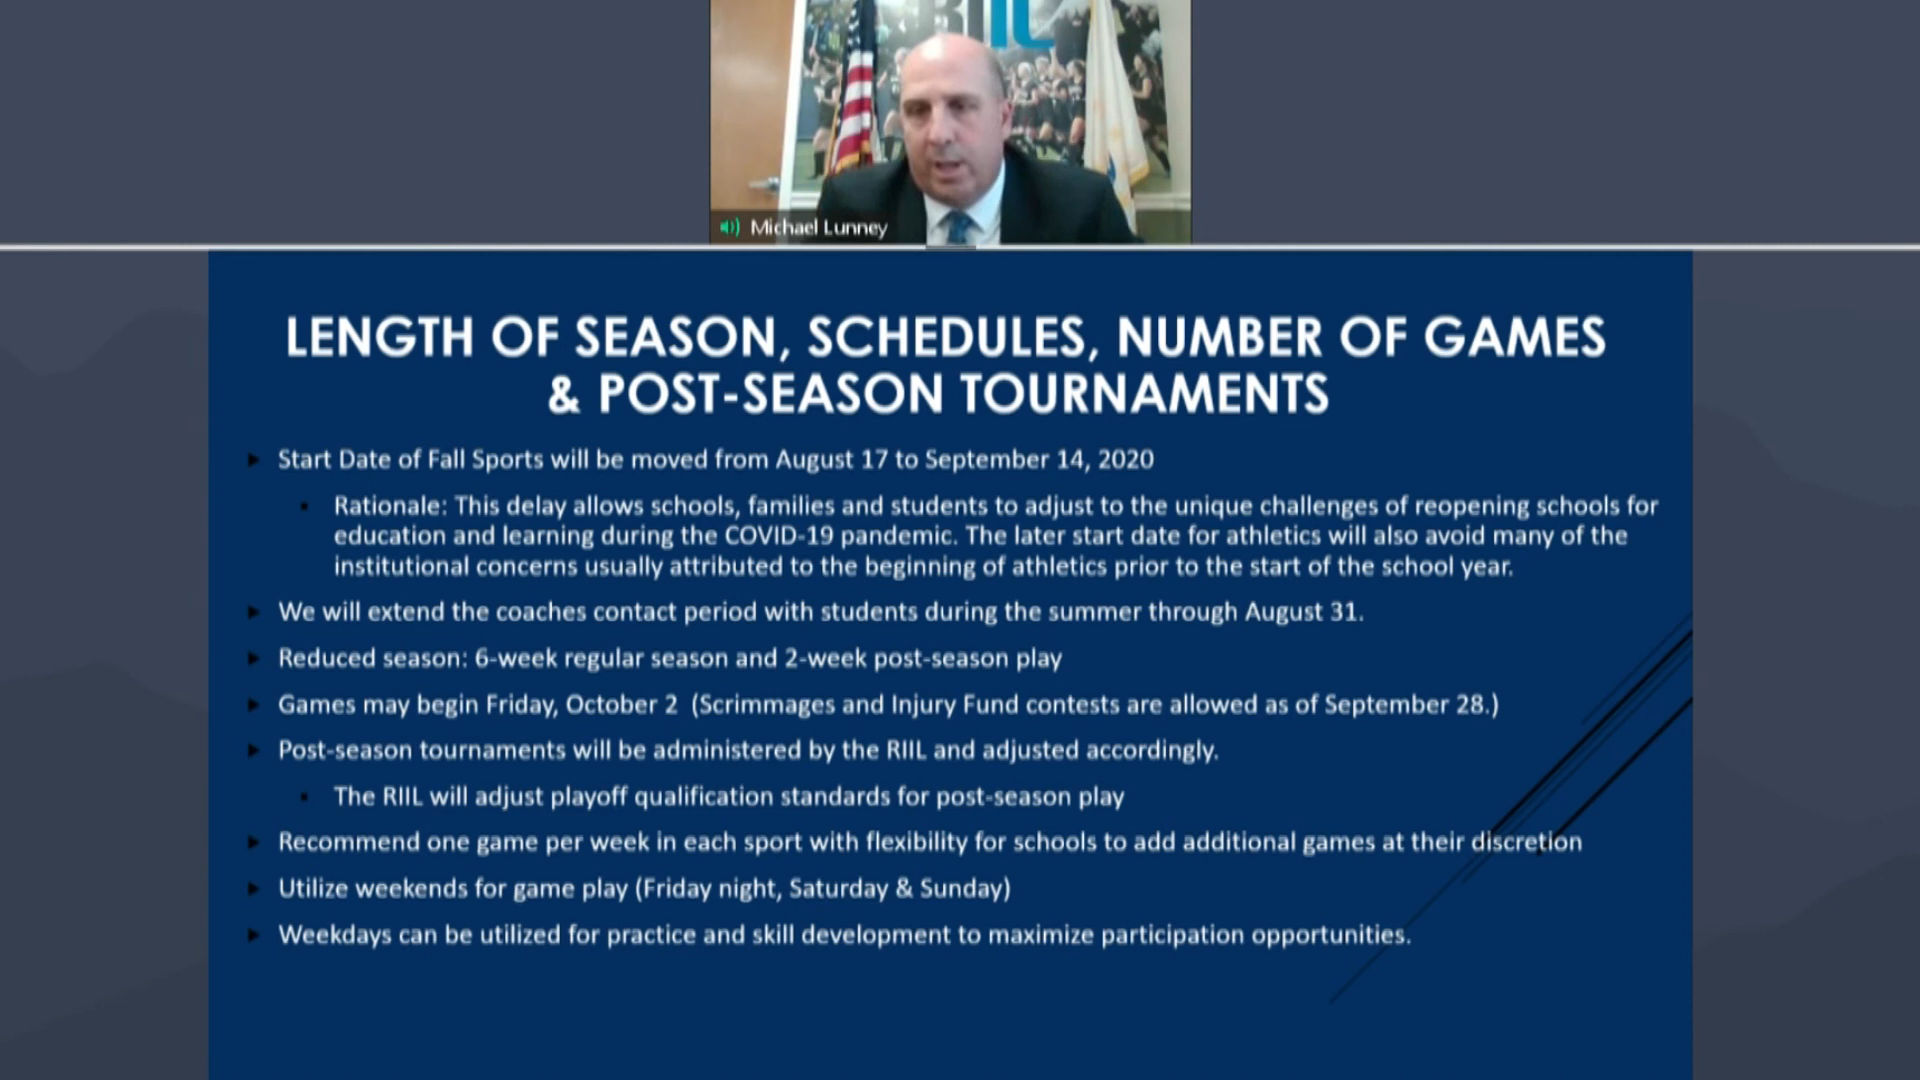 RIIL
Michael Lunney
LENGTH OF SEASON, SCHEDULES, NUMBER OF GAMES
& POST-SEASON TOURNAMENTS
Start Date of Fall Sports will be moved from August 17 to September 14, 2020
Rationale: This delay allows schools, families and students to adjust to the unique challenges of reopening schools for
education and learning during the COVID-19 pandemic. The later start date for athletics will also avoid many of the
institutional concerns usually attributed to the beginning of athletics prior to the start of the school year.
We will extend the coaches contact period with students during the summer through August 31.
Reduced season: 6-week regular season and 2-week post-season play
Games may begin Friday, October 2 (Scrimmages and Injury Fund contests are allowed as of September 28.)
Post-season tournaments will be administered by the RIIL and adjusted accordingly.
The RIIL will adjust playoff qualification standards for post-season play
Recommend one game per week in each sport with flexibility for schools to add additional games at their discretion
Utilize weekends for game play (Friday night, Saturday & Sunday)
Weekdays can be utilized for practice and skill development to maximize participation opportunities.